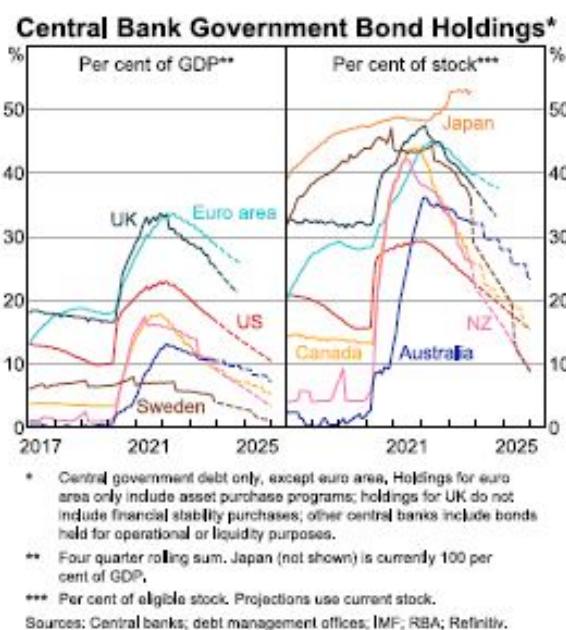 Central Bank Government Bond Holdings*
% Per cent of GDP** Per cent of stock*** %
50 50
Japan
40 40
UK Euro area
30 30
20 20
US NZ
Canada Australia
10 10
Sweden
0 0
2017 2021 2025 2021 2025
* Central government debt only, except euro area, Holdings for euro
area only include asset purchase programs; holdings for UK do not
include financial stability purchases; other central banks include bonds
held for operational or liquidity purposes.
** Four quarter rolling sum. Japan (not shown) is currently 100 per
cent of GDP.
*** Per cent of eligible stock. Projections use current stock.
Sources: Central banks; debt management offices; IMF; RBA; Refinitiv.